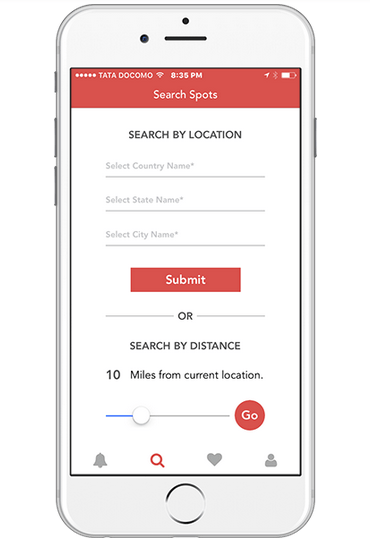 TATA DOCOMO 8:35 PM
Search Spots
SEARCH BY LOCATION
Select Country Name*
Select State Name*
Select City Name*
Submit
OR
SEARCH BY DISTANCE
10 Miles from current location.
Go